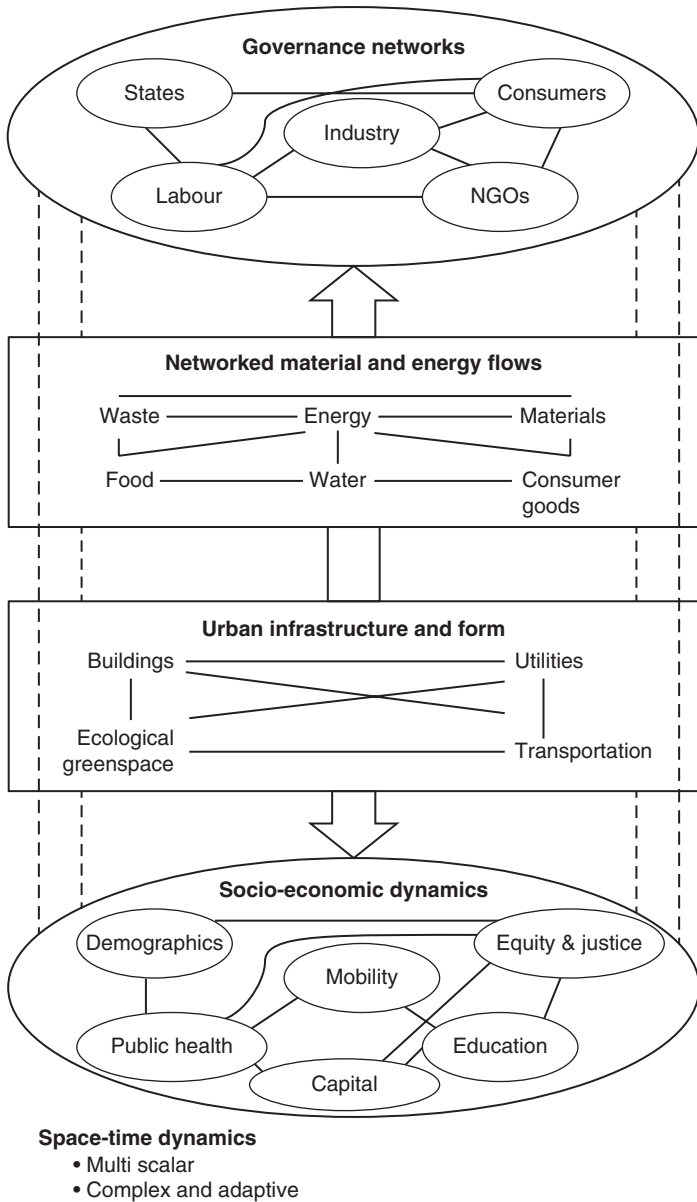 Governance networks
States
Consumers
Industry
Labour
NGOs
Networked material and energy flows
Waste
Energy
Materials
Food
Water
Consumer
goods
Urban infrastructure and form
Buildings
Utilities
Ecological
greenspace
Transportation
Socio-economic dynamics
Demographics
Equity & justice
Mobility
Public health
Education
Capital
Space-time dynamics
• Multi scalar
• Complex and adaptive